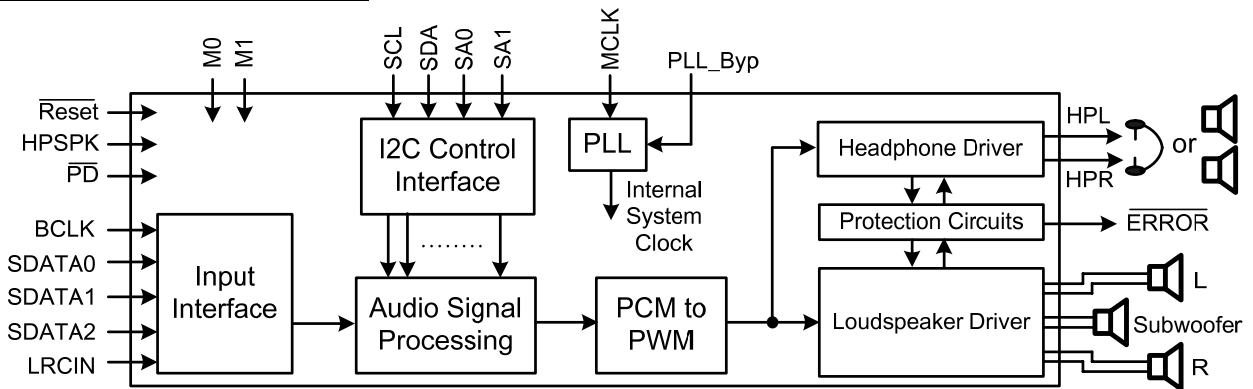 M0
M1
SCL
SDA
SA0
SA1
MCLK
PLL_Byp
Reset
HPSPK
PD
BCLK
SDATA0
SDATA1
SDATA2
LRCIN
Input
Interface
I2C Control
Interface
........
Audio Signal
Processing
PLL
Internal
System
Clock
PCM to
PWM
Headphone Driver
Protection Circuits
Loudspeaker Driver
HPL
HPR
or
ERROR
L
Subwoofer
R